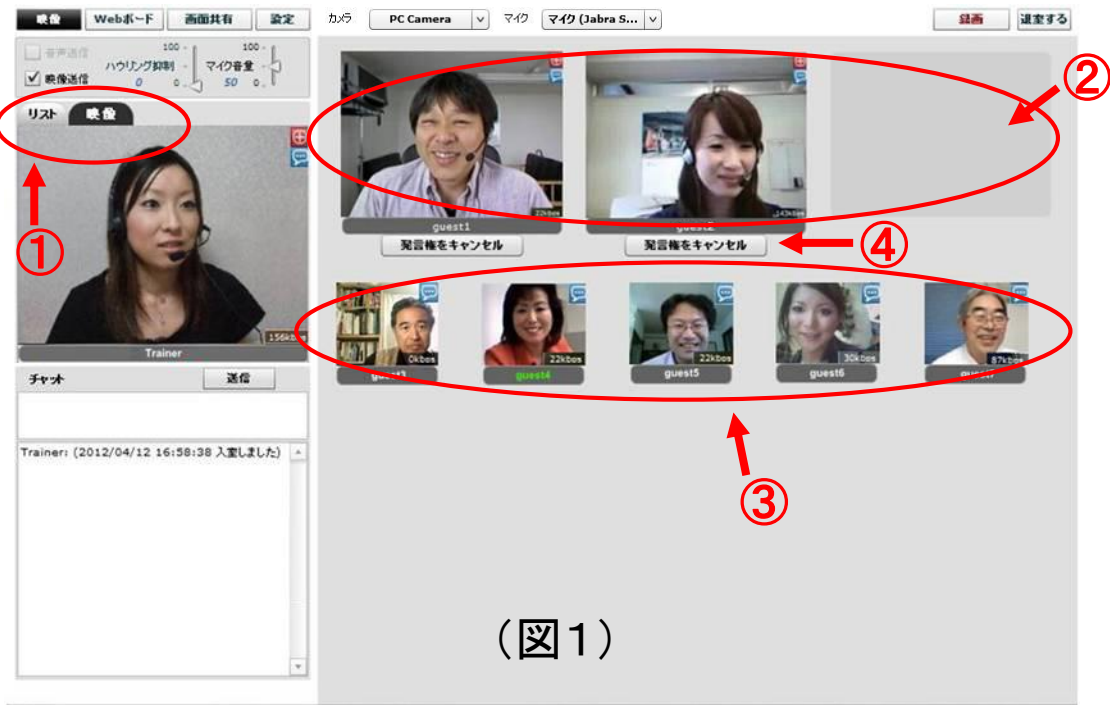 映像 Webボード 画面共有 設定 カメラ PC Camera マイク マイク (Jabra S... 録画 退室する
音声送信 100 100
ハウリング抑制 マイク音量
映像送信 0 0 50 0
リスト 映像
②
①
guest1 guest2
発言権をキャンセル 発言権をキャンセル ④
22kbps 143kbps
156kbps
Trainer
0kbps 22kbps 22kbps 30kbps 87kbps
guest3 guest4 guest5 guest6 guest7
チャット 送信
Trainer: (2012/04/12 16:58:38 入室しました)
③
(図1)